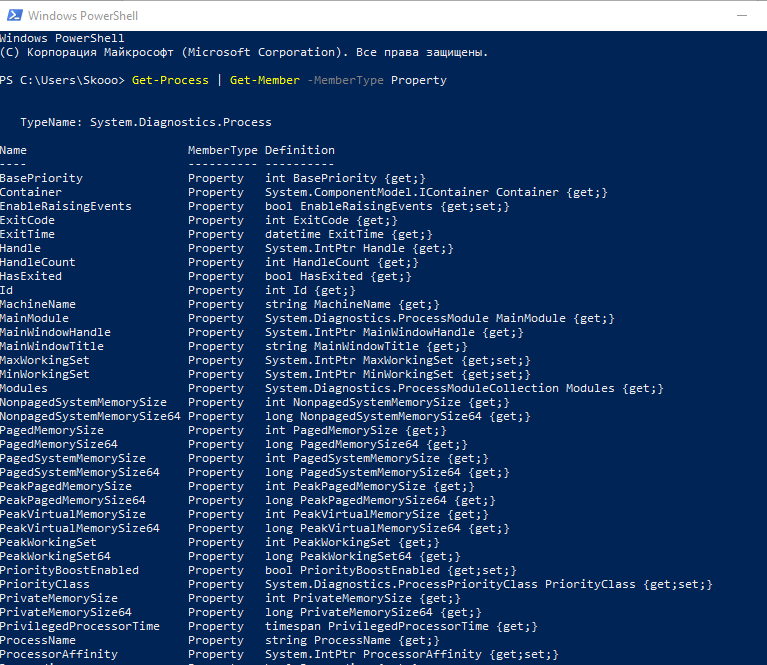 Windows PowerShell
Windows PowerShell
(C) Корпорация Майкрософт (Microsoft Corporation). Все права защищены.
PS C:\Users\Skooo> Get-Process | Get-Member -MemberType Property
TypeName: System.Diagnostics.Process
Name MemberType Definition
---- ---------- ----------
BasePriority Property int BasePriority {get;}
Container Property System.ComponentModel.IContainer Container {get;}
EnableRaisingEvents Property bool EnableRaisingEvents {get;set;}
ExitCode Property int ExitCode {get;}
ExitTime Property datetime ExitTime {get;}
Handle Property System.IntPtr Handle {get;}
HandleCount Property int HandleCount {get;}
HasExited Property bool HasExited {get;}
Id Property int Id {get;}
MachineName Property string MachineName {get;}
MainModule Property System.Diagnostics.ProcessModule MainModule {get;}
MainWindowHandle Property System.IntPtr MainWindowHandle {get;}
MainWindowTitle Property string MainWindowTitle {get;}
MaxWorkingSet Property System.IntPtr MaxWorkingSet {get;set;}
MinWorkingSet Property System.IntPtr MinWorkingSet {get;set;}
Modules Property System.Diagnostics.ProcessModuleCollection Modules {get;}
NonpagedSystemMemorySize Property int NonpagedSystemMemorySize {get;}
NonpagedSystemMemorySize64 Property long NonpagedSystemMemorySize64 {get;}
PagedMemorySize Property int PagedMemorySize {get;}
PagedMemorySize64 Property long PagedMemorySize64 {get;}
PagedSystemMemorySize Property int PagedSystemMemorySize {get;}
PagedSystemMemorySize64 Property long PagedSystemMemorySize64 {get;}
PeakPagedMemorySize Property int PeakPagedMemorySize {get;}
PeakPagedMemorySize64 Property long PeakPagedMemorySize64 {get;}
PeakVirtualMemorySize Property int PeakVirtualMemorySize {get;}
PeakVirtualMemorySize64 Property long PeakVirtualMemorySize64 {get;}
PeakWorkingSet Property int PeakWorkingSet {get;}
PeakWorkingSet64 Property long PeakWorkingSet64 {get;}
PriorityBoostEnabled Property bool PriorityBoostEnabled {get;set;}
PriorityClass Property System.Diagnostics.ProcessPriorityClass PriorityClass {get;set;}
PrivateMemorySize Property int PrivateMemorySize {get;}
PrivateMemorySize64 Property long PrivateMemorySize64 {get;}
PrivilegedProcessorTime Property timespan PrivilegedProcessorTime {get;}
ProcessName Property string ProcessName {get;}
ProcessorAffinity Property System.IntPtr ProcessorAffinity {get;set;}